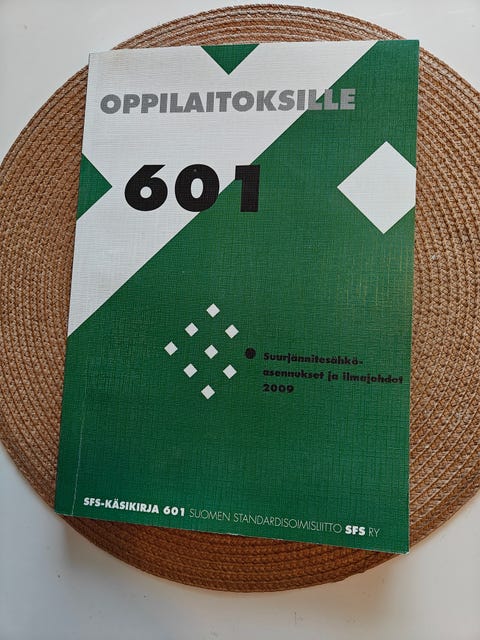 OPPILAITOKSILLE
601
Suurjännitesähkö-
asennukset ja ilmajohdot
2009
SFS-KÄSIKIRJA 601 SUOMEN STANDARDISOIMISLIITTO SFS RY